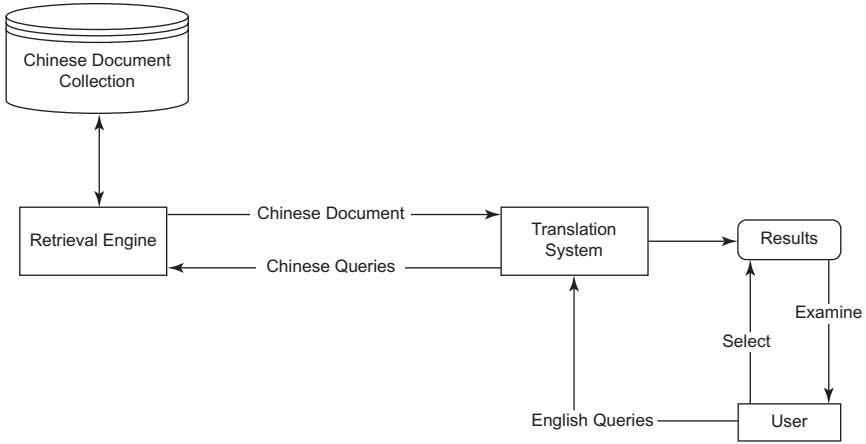 Chinese Document
Collection
Retrieval Engine
Chinese Document
Chinese Queries
Translation
System
Results
Examine
Select
English Queries
User